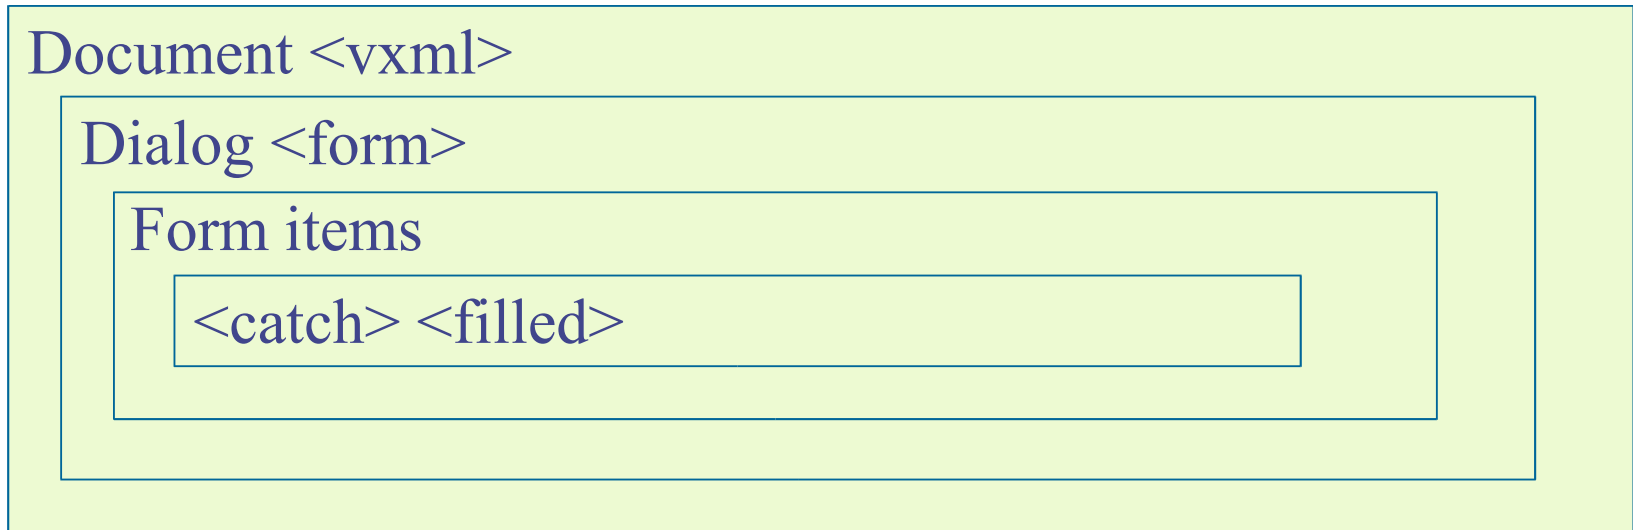 Document <vxml>
Dialog <form>
Form items
<catch> <filled>